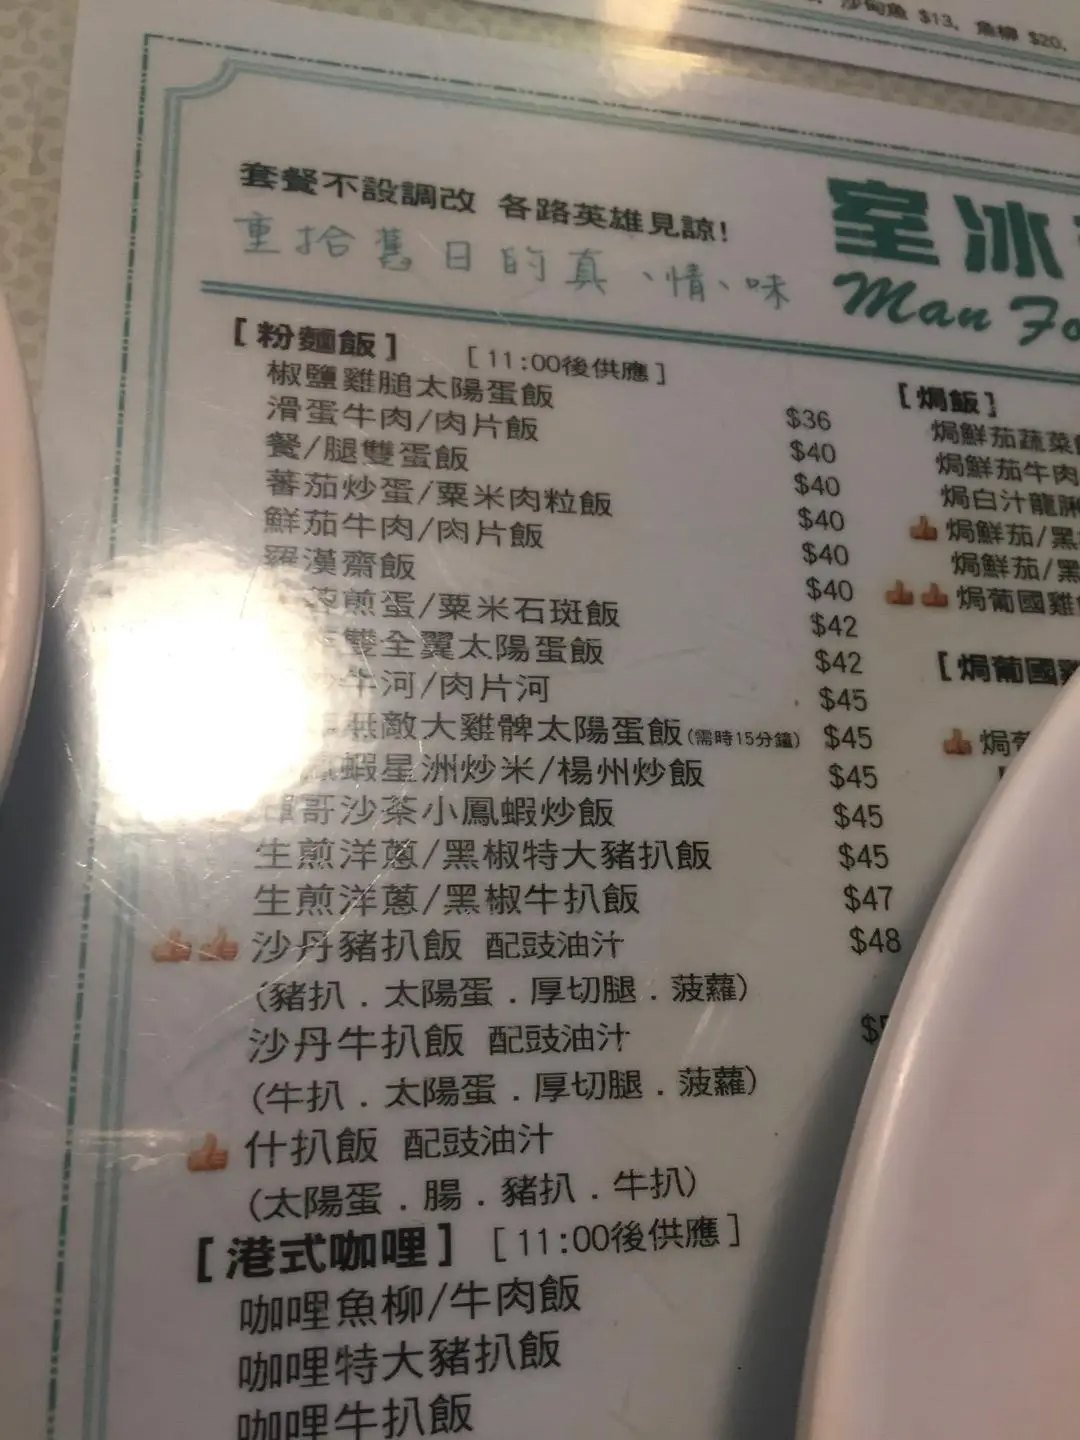 沙甸魚 $13, 魚柳 $20,
套餐不設調改 各路英雄見諒!
重拾舊日的真、情、味
室冰
Man Fo
[粉麵飯] [11:00後供應]
椒鹽雞腿太陽蛋飯 $36
滑蛋牛肉/肉片飯 $40
餐/腿雙蛋飯 $40
蕃茄炒蛋/粟米肉粒飯 $40
鮮茄牛肉/肉片飯 $40
羅漢齋飯 $40
煎蛋/粟米石斑飯 $42
雙全翼太陽蛋飯 $42
牛河/肉片河 $45
無敵大雞髀太陽蛋飯(需時15分鐘) $45
蝦星洲炒米/楊州炒飯 $45
哥沙茶小鳳蝦炒飯 $45
生煎洋蔥/黑椒特大豬扒飯 $45
生煎洋蔥/黑椒牛扒飯 $47
沙丹豬扒飯 配豉油汁 $48
(豬扒.太陽蛋.厚切腿.菠蘿)
沙丹牛扒飯 配豉油汁
(牛扒.太陽蛋.厚切腿.菠蘿)
什扒飯 配豉油汁
(太陽蛋.腸.豬扒.牛扒)
[港式咖喱] [11:00後供應]
咖哩魚柳/牛肉飯
咖哩特大豬扒飯
咖哩牛扒飯
[焗飯]
焗鮮茄蔬菜
焗鮮茄牛肉
焗白汁龍脷
焗鮮茄/黑
焗鮮茄/黑
焗葡國雞
[焗葡國
焗